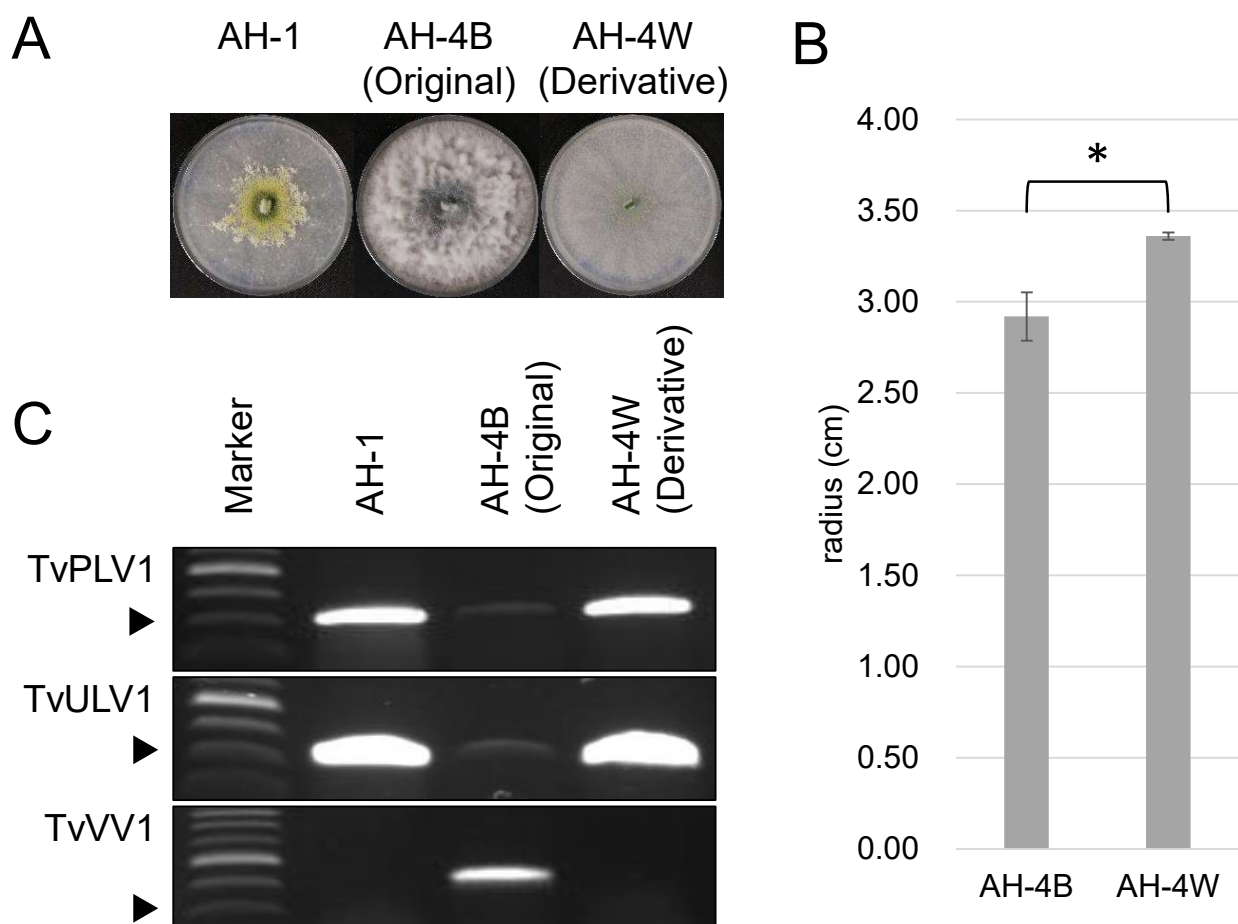 A
AH-1
AH-4B
(Original)
AH-4W
(Derivative)
B
4.00
3.50
3.00
2.50
2.00
1.50
1.00
0.50
0.00
radius (cm)
*
AH-4B
AH-4W
C
Marker
AH-1
AH-4B
(Original)
AH-4W
(Derivative)
TvPLV1
TvULV1
TvVV1